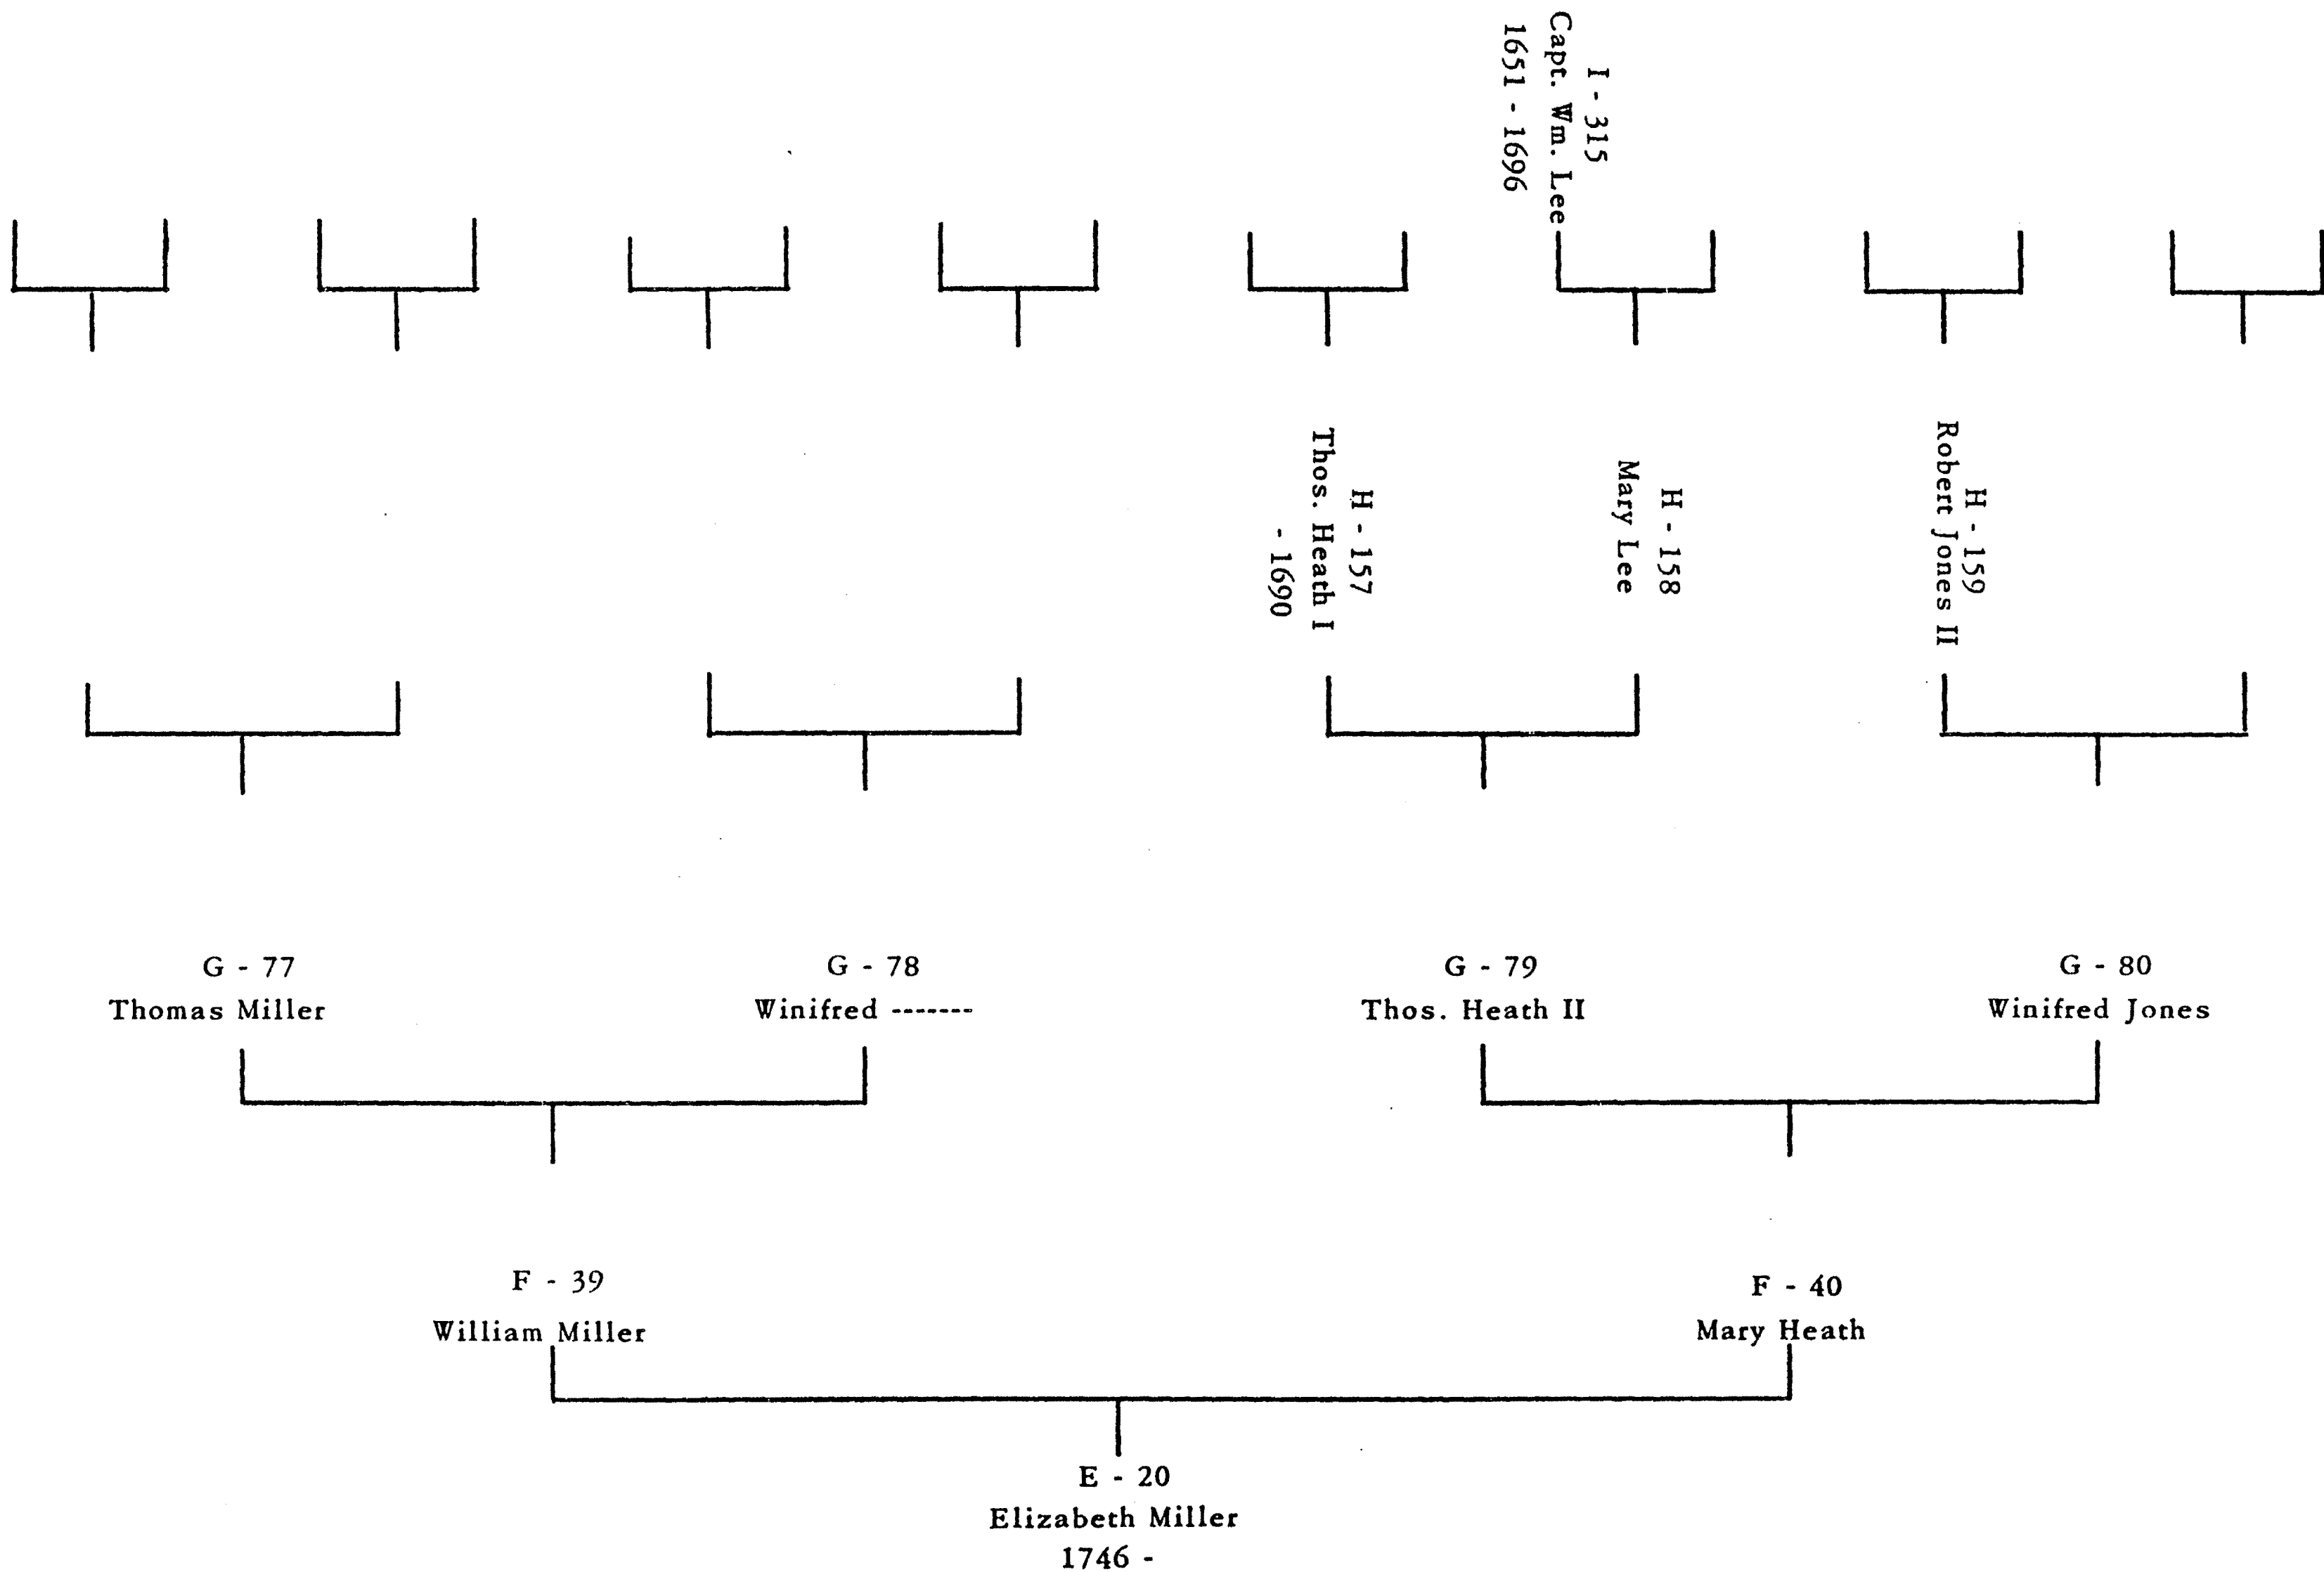 I - 315
Capt. Wm. Lee
1651 - 1696
H - 157
Thos. Heath I
- 1690
H - 158
Mary Lee
H - 159
Robert Jones II
G - 77
Thomas Miller
G - 78
Winifred -------
G - 79
Thos. Heath II
G - 80
Winifred Jones
F - 39
William Miller
F - 40
Mary Heath
E - 20
Elizabeth Miller
1746 -